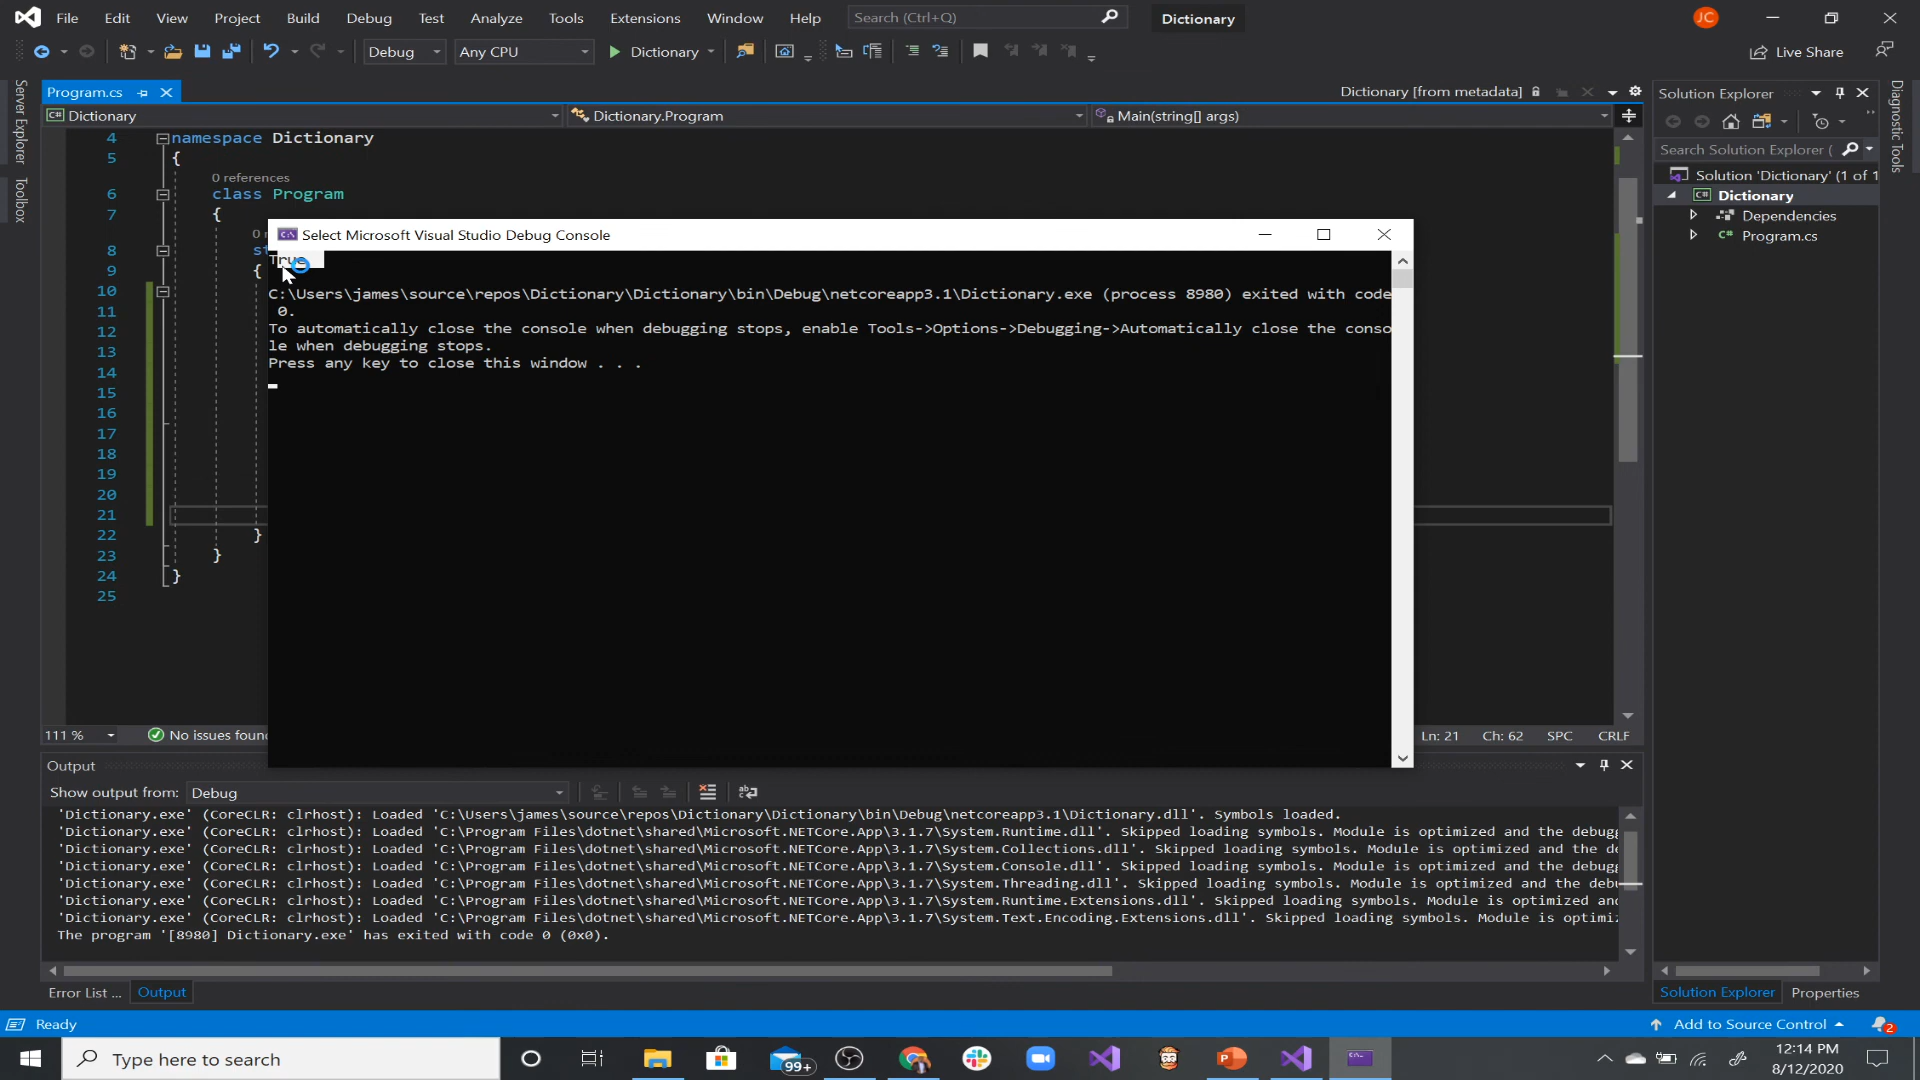 File Edit View Project Build Debug Test Analyze Tools Extensions Window Help Search (Ctrl+Q) Dictionary JC
Debug Any CPU Dictionary Live Share
Program.cs Dictionary [from metadata] Solution Explorer
Dictionary Dictionary.Program Main(string[] args)
Server Explorer
Toolbox
Diagnostic Tools
4 namespace Dictionary
5 {
0 references
6 class Program
7 {
8
9 {
10
11
12
13
14
15
16
17
18
19
20
21
22 }
23 }
24 }
25
Select Microsoft Visual Studio Debug Console
True
C:\Users\james\source\repos\Dictionary\Dictionary\bin\Debug\netcoreapp3.1\Dictionary.exe (process 8980) exited with code
0.
To automatically close the console when debugging stops, enable Tools->Options->Debugging->Automatically close the conso
le when debugging stops.
Press any key to close this window . . .
Search Solution Explorer (
Solution 'Dictionary' (1 of 1
Dictionary
Dependencies
C# Program.cs
111 % No issues found Ln: 21 Ch: 62 SPC CRLF
Output
Show output from: Debug
'Dictionary.exe' (CoreCLR: clrhost): Loaded 'C:\Users\james\source\repos\Dictionary\Dictionary\bin\Debug\netcoreapp3.1\Dictionary.dll'. Symbols loaded.
'Dictionary.exe' (CoreCLR: clrhost): Loaded 'C:\Program Files\dotnet\shared\Microsoft.NETCore.App\3.1.7\System.Runtime.dll'. Skipped loading symbols. Module is optimized and the debugg
'Dictionary.exe' (CoreCLR: clrhost): Loaded 'C:\Program Files\dotnet\shared\Microsoft.NETCore.App\3.1.7\System.Collections.dll'. Skipped loading symbols. Module is optimized and the de
'Dictionary.exe' (CoreCLR: clrhost): Loaded 'C:\Program Files\dotnet\shared\Microsoft.NETCore.App\3.1.7\System.Console.dll'. Skipped loading symbols. Module is optimized and the debugg
'Dictionary.exe' (CoreCLR: clrhost): Loaded 'C:\Program Files\dotnet\shared\Microsoft.NETCore.App\3.1.7\System.Threading.dll'. Skipped loading symbols. Module is optimized and the debu
'Dictionary.exe' (CoreCLR: clrhost): Loaded 'C:\Program Files\dotnet\shared\Microsoft.NETCore.App\3.1.7\System.Runtime.Extensions.dll'. Skipped loading symbols. Module is optimized and
'Dictionary.exe' (CoreCLR: clrhost): Loaded 'C:\Program Files\dotnet\shared\Microsoft.NETCore.App\3.1.7\System.Text.Encoding.Extensions.dll'. Skipped loading symbols. Module is optimi
The program '[8980] Dictionary.exe' has exited with code 0 (0x0).
Error List ... Output Solution Explorer Properties
Ready Add to Source Control 2
Type here to search 99+ 12:14 PM
8/12/2020